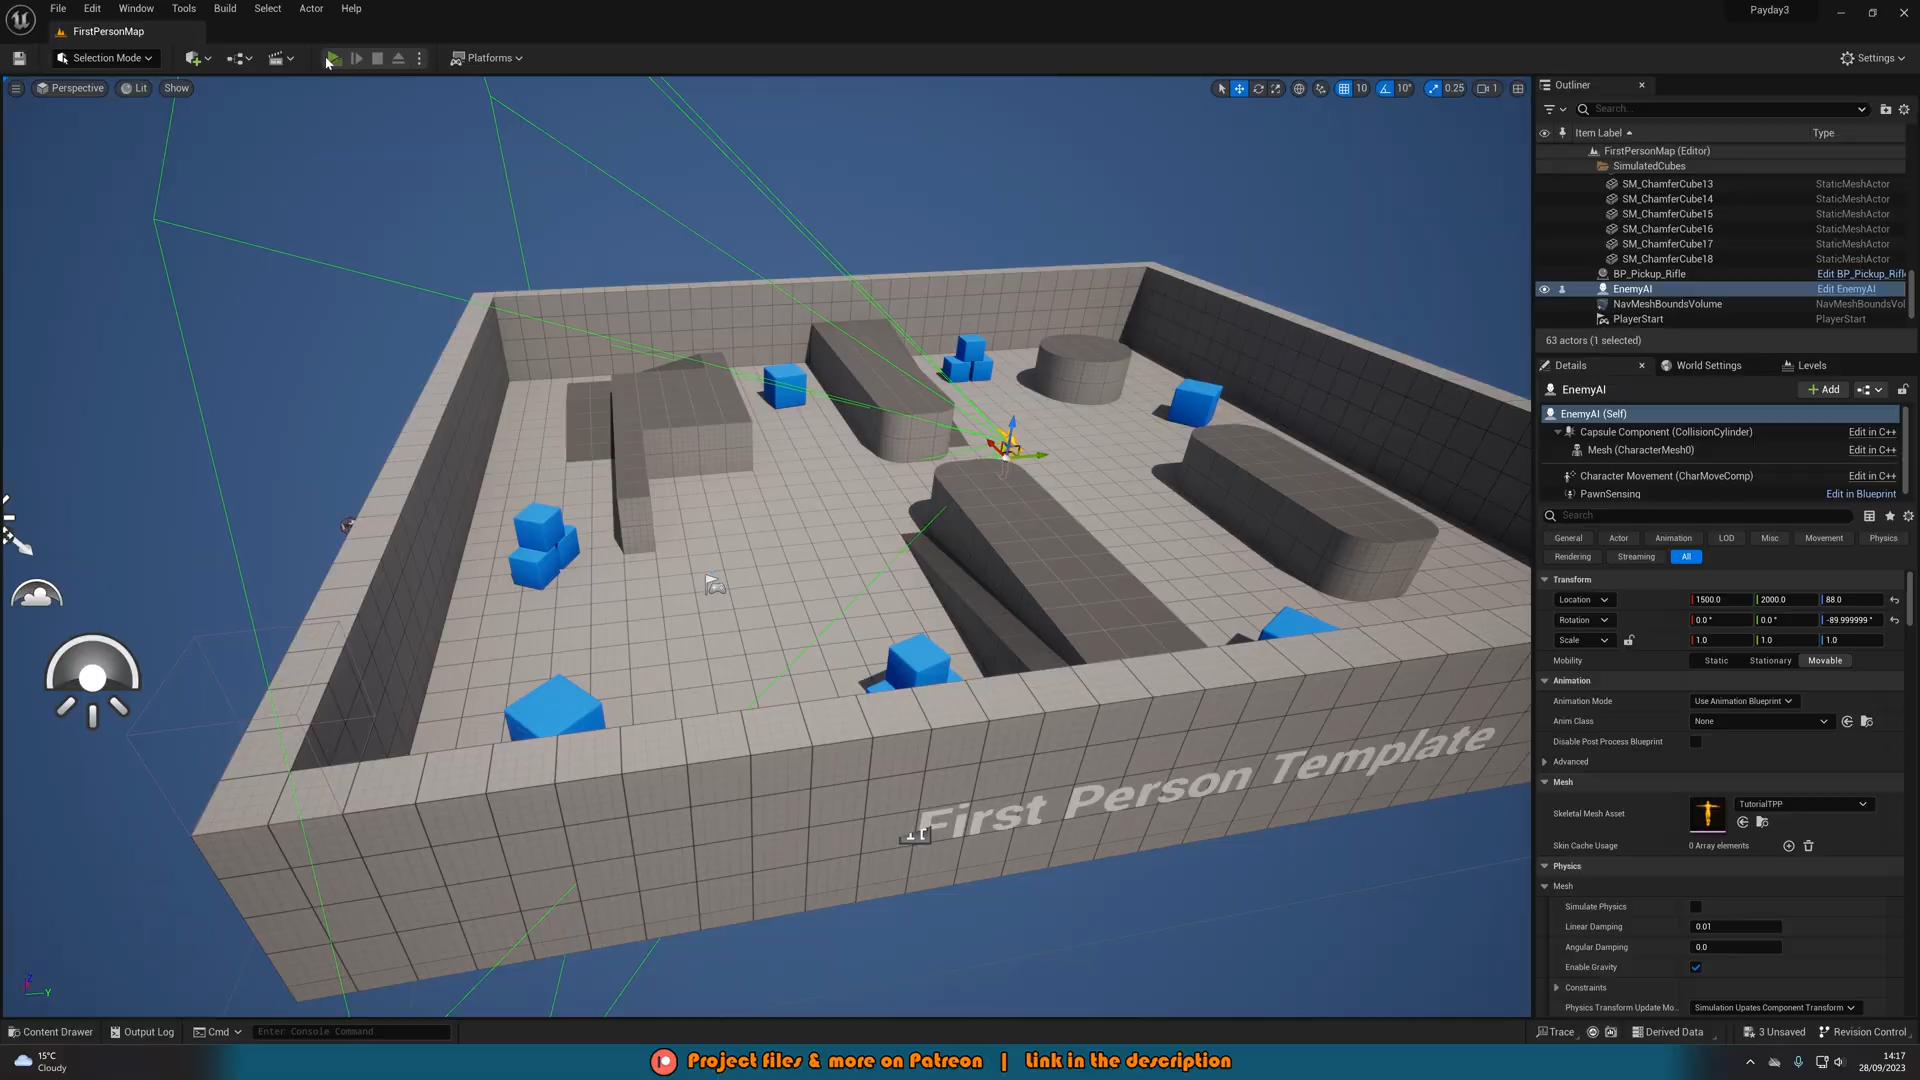 File Edit Window Tools Build Select Actor Help
Payday3
FirstPersonMap
Selection Mode
Platforms
Settings
Perspective Lit Show
10 10° 0.25 1
Outliner
Search...
Item Label Type
FirstPersonMap (Editor)
SimulatedCubes
SM_ChamferCube13 StaticMeshActor
SM_ChamferCube14 StaticMeshActor
SM_ChamferCube15 StaticMeshActor
SM_ChamferCube16 StaticMeshActor
SM_ChamferCube17 StaticMeshActor
SM_ChamferCube18 StaticMeshActor
BP_Pickup_Rifle Edit BP_Pickup_Rifl
EnemyAI Edit EnemyAI
NavMeshBoundsVolume NavMeshBoundsVol
PlayerStart PlayerStart
63 actors (1 selected)
Details World Settings Levels
EnemyAI Add
EnemyAI (Self)
Capsule Component (CollisionCylinder) Edit in C++
Mesh (CharacterMesh0) Edit in C++
Character Movement (CharMoveComp) Edit in C++
PawnSensing Edit in Blueprint
Search
General Actor Animation LOD Misc Movement Physics
Rendering Streaming All
Transform
Location 1500.0 2000.0 88.0
Rotation 0.0° 0.0° -89.999999°
Scale 1.0 1.0 1.0
Mobility Static Stationary Movable
Animation
Animation Mode Use Animation Blueprint
Anim Class None
Disable Post Process Blueprint
Advanced
Mesh
Skeletal Mesh Asset TutorialTPP
Skin Cache Usage 0 Array elements
Physics
Mesh
Simulate Physics
Linear Damping 0.01
Angular Damping 0.0
Enable Gravity
Constraints
Physics Transform Update Mo... Simulation Upates Component Transform
First Person Template
Z
Y
Content Drawer Output Log Cmd Enter Console Command
Trace Derived Data 3 Unsaved Revision Control
15°C
Cloudy
Project files & more on Patreon | Link in the description
14:17
28/09/2023